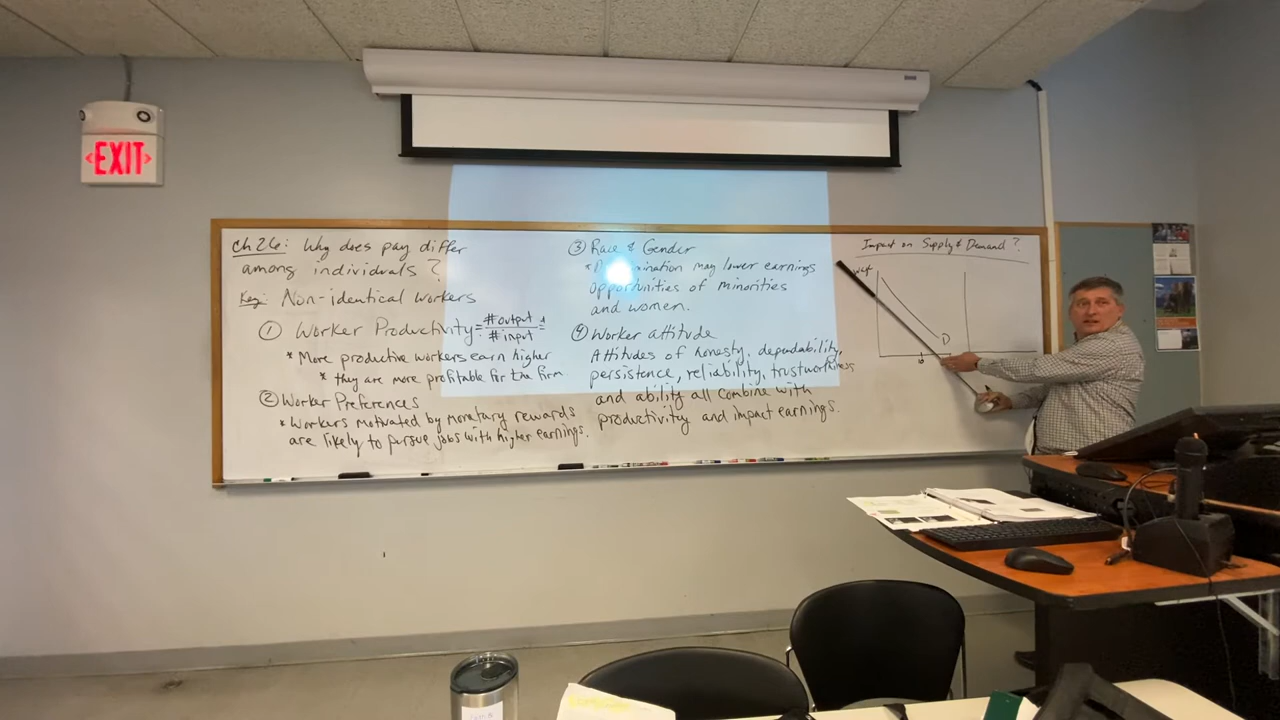 EXIT
Ch 26: Why does pay differ
among individuals?
Key: Non-identical workers
① Worker Productivity = #output / #input
* More productive workers earn higher
* they are more profitable for the firm
② Worker Preferences
* Workers motivated by monetary rewards
are likely to pursue jobs with higher earnings.
③ Race & Gender
may lower earnings
opportunities of minorities
and women.
④ Worker attitude
Attitudes of honesty, dependability,
persistence, reliability, trustworthiness
and ability all combine with
productivity and impact earnings.
Impact on Supply & Demand?
D